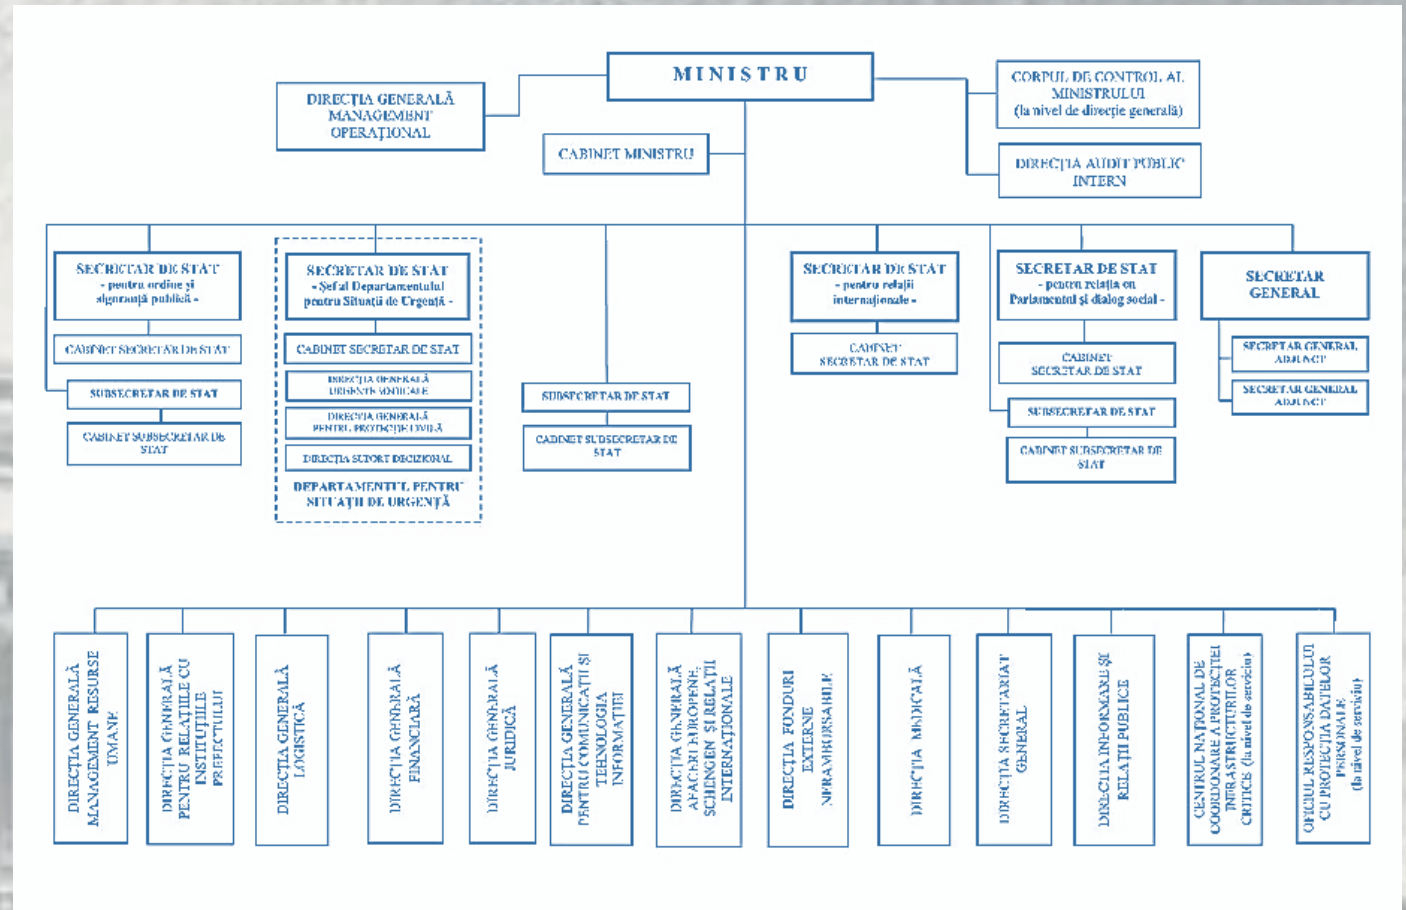 MINISTRU
DIRECȚIA GENERALĂ
MANAGEMENT
OPERAȚIONAL
CORPUL DE CONTROL AL
MINISTRULUI
(la nivel de direcție generală)
CABINET MINISTRU
DIRECȚIA AUDIT PUBLIC
INTERN
SECRETAR DE STAT
- pentru ordine și
siguranță publică -
CABINET SECRETAR DE STAT
SUBSECRETAR DE STAT
CABINET SUBSECRETAR DE
STAT
SECRETAR DE STAT
- Șef al Departamentului
pentru Situații de Urgență -
CABINET SECRETAR DE STAT
DIRECȚIA GENERALĂ
URGENȚE MEDICALE
DIRECȚIA GENERALĂ
PENTRU PROTECȚIE CIVILĂ
DIRECȚIA SUPORT DECIZIONAL
DEPARTAMENTUL PENTRU
SITUAȚII DE URGENȚĂ
SUBSECRETAR DE STAT
CABINET SUBSECRETAR DE
STAT
SECRETAR DE STAT
- pentru relații
internaționale -
CABINET
SECRETAR DE STAT
SECRETAR DE STAT
- pentru relația cu
Parlamentul și dialog social -
CABINET
SECRETAR DE STAT
SUBSECRETAR DE STAT
CABINET SUBSECRETAR DE
STAT
SECRETAR
GENERAL
SECRETAR GENERAL
ADJUNCT
SECRETAR GENERAL
ADJUNCT
DIRECȚIA GENERALĂ
MANAGEMENT RESURSE
UMANE
DIRECȚIA GENERALĂ
PENTRU RELAȚIILE CU
INSTITUȚIILE
PREFECTULUI
DIRECȚIA GENERALĂ
LOGISTICĂ
DIRECȚIA GENERALĂ
FINANCIARĂ
DIRECȚIA GENERALĂ
JURIDICĂ
DIRECȚIA GENERALĂ
PENTRU COMUNICAȚII ȘI
TEHNOLOGIA
INFORMAȚIEI
DIRECȚIA GENERALĂ
AFACERI EUROPENE,
SCHENGEN ȘI RELAȚII
INTERNAȚIONALE
DIRECȚIA FONDURI
EXTERNE
NERAMBURSABILE
DIRECȚIA MEDICALĂ
DIRECȚIA SECRETARIAT
GENERAL
DIRECȚIA INFORMARE ȘI
RELAȚII PUBLICE
CENTRUL NAȚIONAL DE
COORDONARE A PROTECȚIEI
INFRASTRUCTURILOR
CRITICE (la nivel de serviciu)
OFICIUL RESPONSABILULUI
CU PROTECȚIA DATELOR
PERSONALE
(la nivel de serviciu)